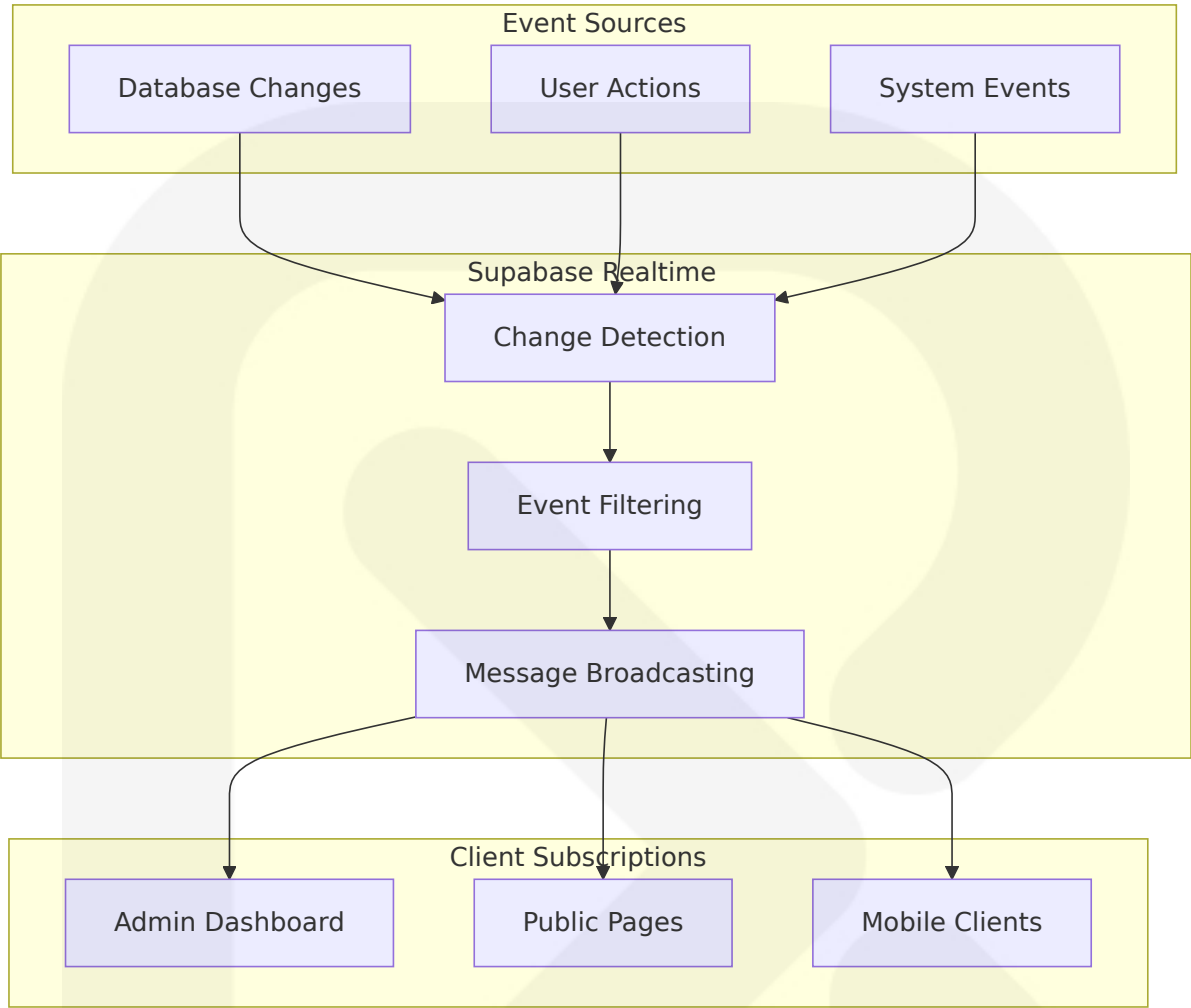 Event Sources
Database Changes
User Actions
System Events
Supabase Realtime
Change Detection
Event Filtering
Message Broadcasting
Client Subscriptions
Admin Dashboard
Public Pages
Mobile Clients